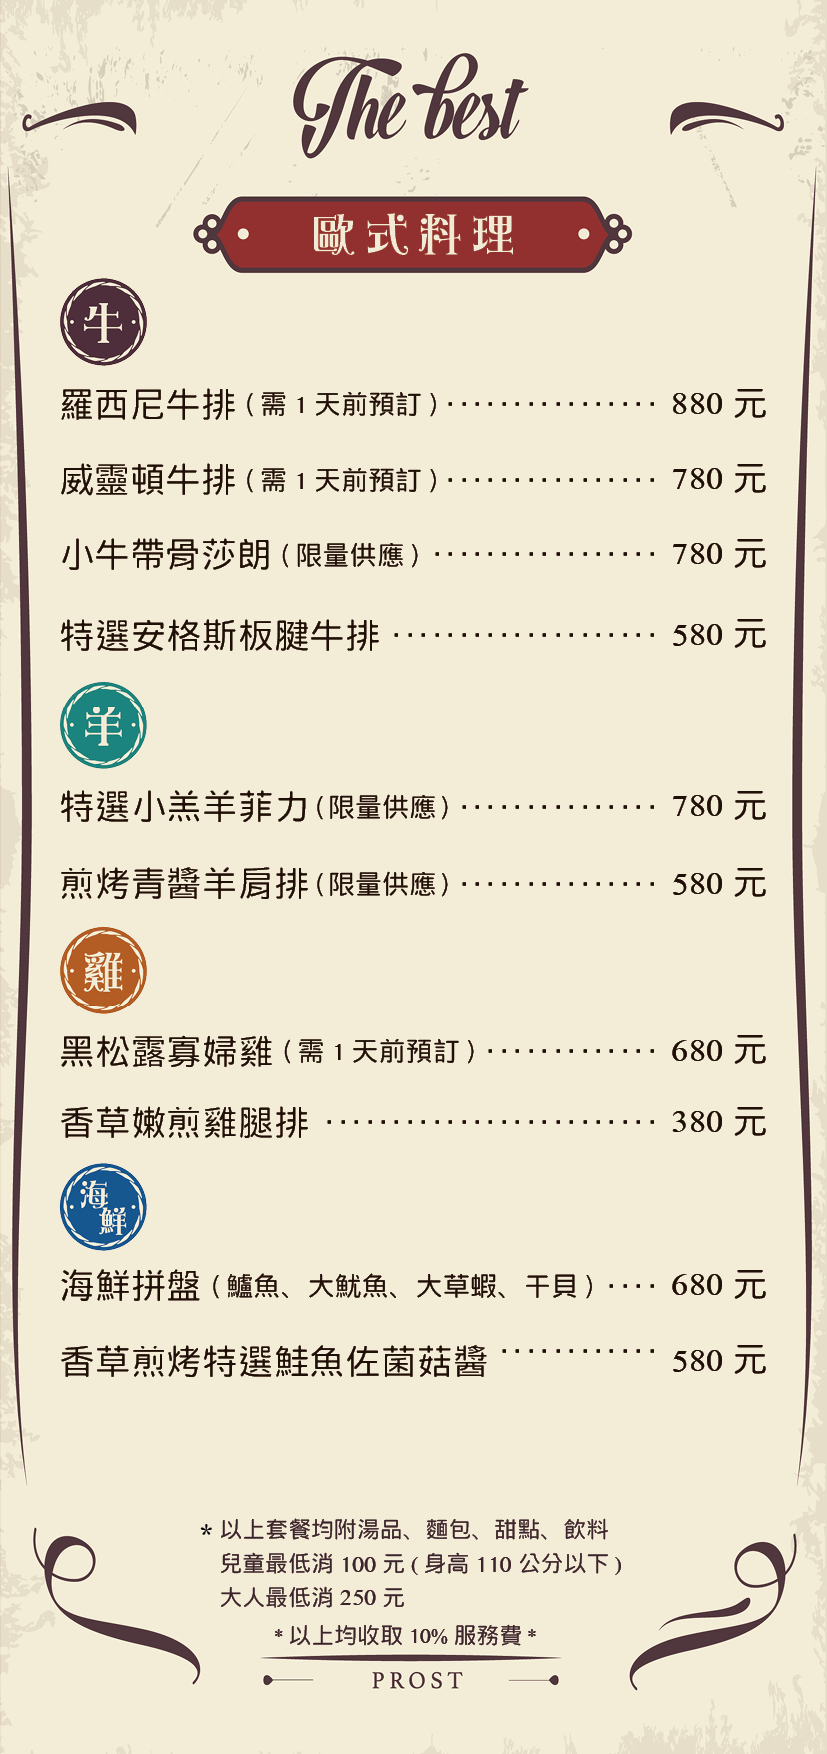 The best
歐式料理
牛
羅西尼牛排 ( 需 1 天前預訂 ) ················ 880 元
威靈頓牛排 ( 需 1 天前預訂 ) ················ 780 元
小牛帶骨莎朗 ( 限量供應 ) ················· 780 元
特選安格斯板腱牛排 ···················· 580 元
羊
特選小羔羊菲力 ( 限量供應 ) ··············· 780 元
煎烤青醬羊肩排 ( 限量供應 ) ··············· 580 元
雞
黑松露寡婦雞 ( 需 1 天前預訂 ) ············· 680 元
香草嫩煎雞腿排 ························· 380 元
海鮮
海鮮拼盤 ( 鱸魚、大魷魚、大草蝦、干貝 ) ···· 680 元
香草煎烤特選鮭魚佐菌菇醬 ············ 580 元
* 以上套餐均附湯品、麵包、甜點、飲料
兒童最低消 100 元 ( 身高 110 公分以下 )
大人最低消 250 元
* 以上均收取 10% 服務費 *
PROST